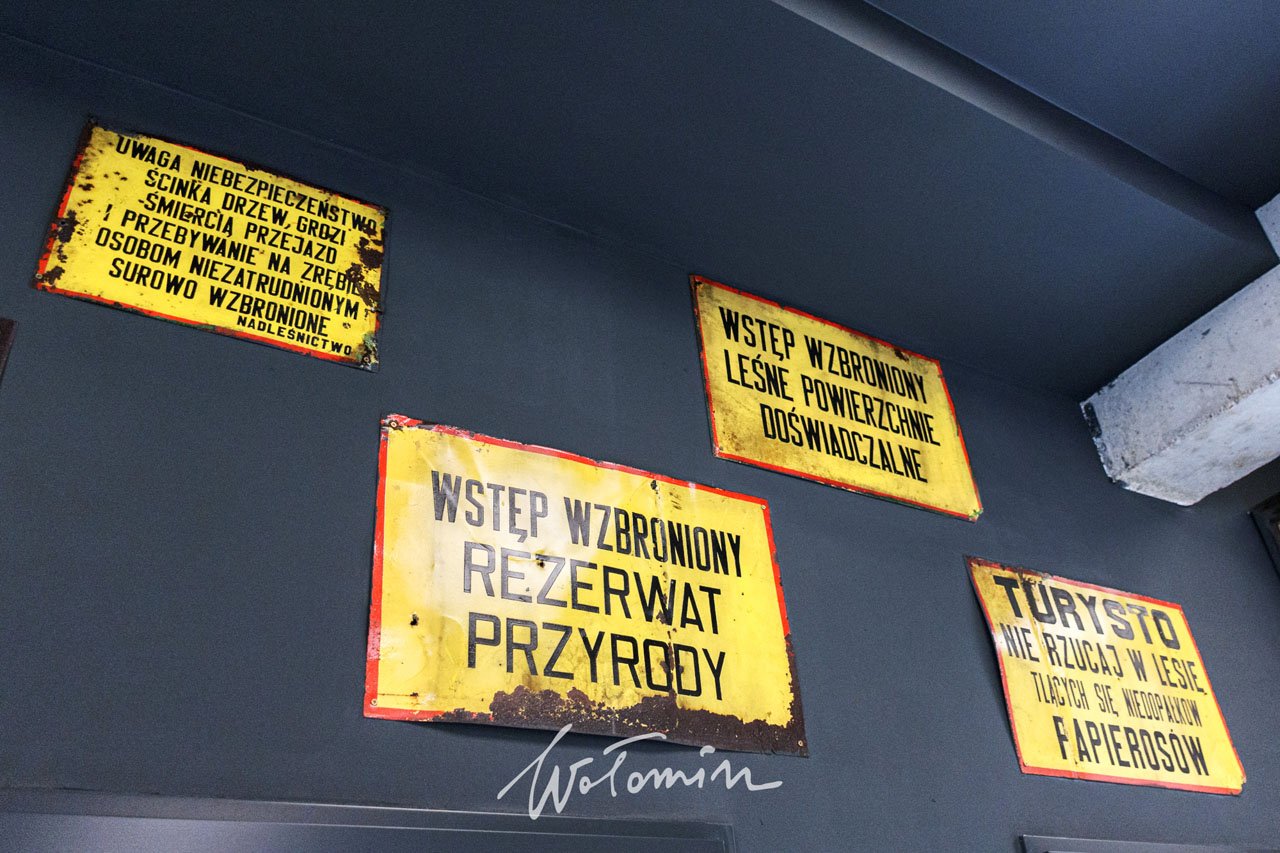 UWAGA NIEBEZPIECZEŃSTWO
ŚCINKA DRZEW, GROZI
ŚMIERCIĄ PRZEJAZD
I PRZEBYWANIE NA ZRĘBIE
OSOBOM NIEZATRUDNIONYM
SUROWO WZBRONIONE
NADLEŚNICTWO
WSTĘP WZBRONIONY
LEŚNE POWIERZCHNIE
DOŚWIADCZALNE
WSTĘP WZBRONIONY
REZERWAT
PRZYRODY
TURYSTO
NIE RZUCAJ W LESIE
TLĄCYCH SIĘ NIEDOPAŁKÓW
PAPIEROSÓW
Wołomin